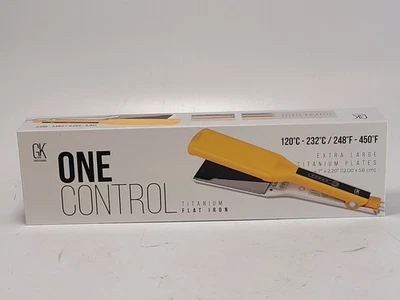 GK
ONE
CONTROL
TITANIUM
FLAT IRON
120°C - 232°C / 248°F - 450°F
EXTRA LARGE
TITANIUM PLATES